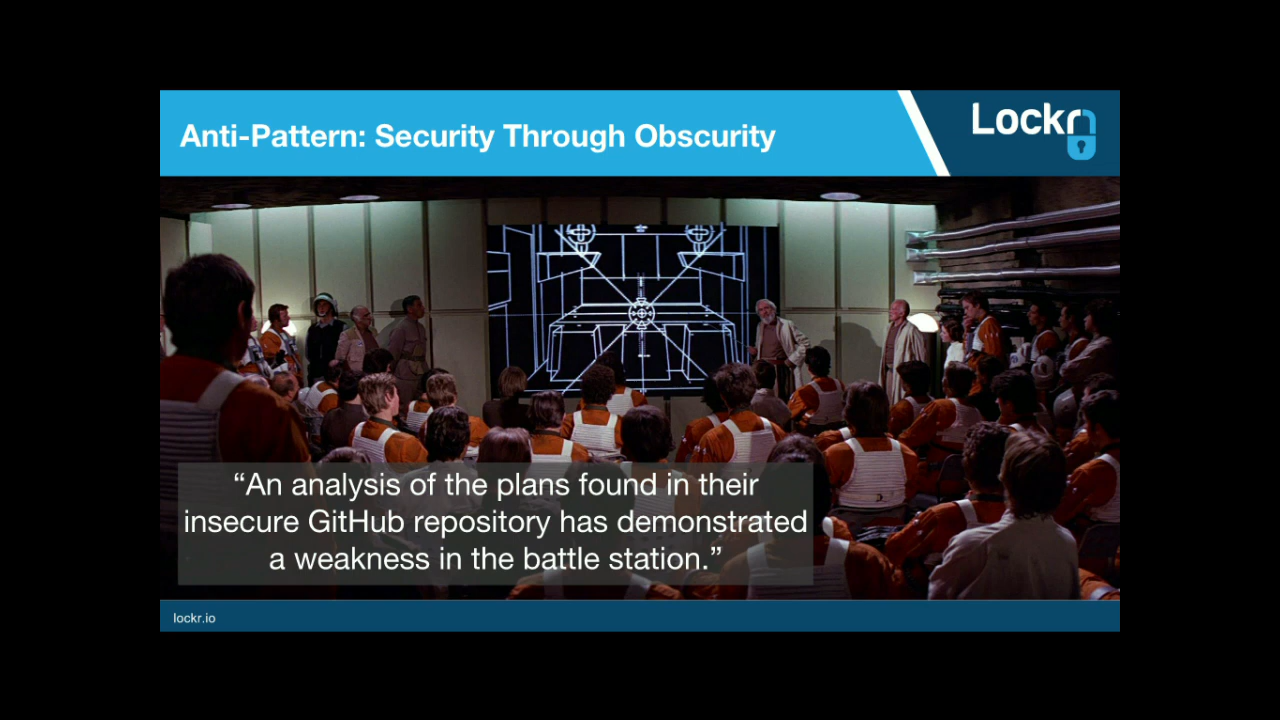 Anti-Pattern: Security Through Obscurity
Lockr
“An analysis of the plans found in their
insecure GitHub repository has demonstrated
a weakness in the battle station.”
lockr.io